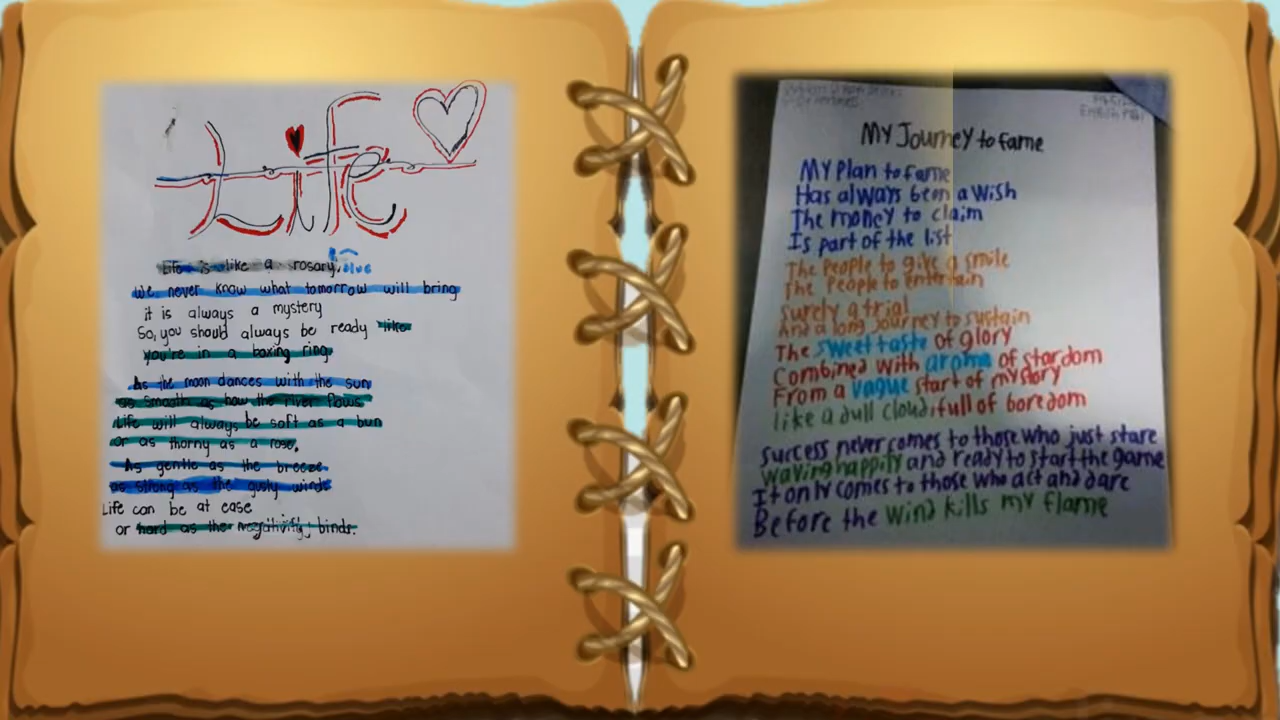 Life
Life is like a rosary,
blue
We never know what tomorrow will bring
it is always a mystery
So, you should always be ready like
you're in a boxing ring.
As the moon dances with the sun
as smooth as how the river flows
Life will always be soft as a bun
or as thorny as a rose.
As gentle as the breeze
as strong as the gusty winds
Life can be at ease
or hard as the negativity binds.
My Journey to fame
My Plan to fame
Has always been a wish
The money to claim
Is part of the list
The People to give a smile
The People to entertain
Surely a trial
And a long Journey to sustain
The sweet taste of glory
Combined with aroma of stardom
From a vague start of my story
like a dull cloud, full of boredom
Success never comes to those who just stare
waving happily and ready to start the game
It only comes to those who act and dare
Before the wind kills my flame